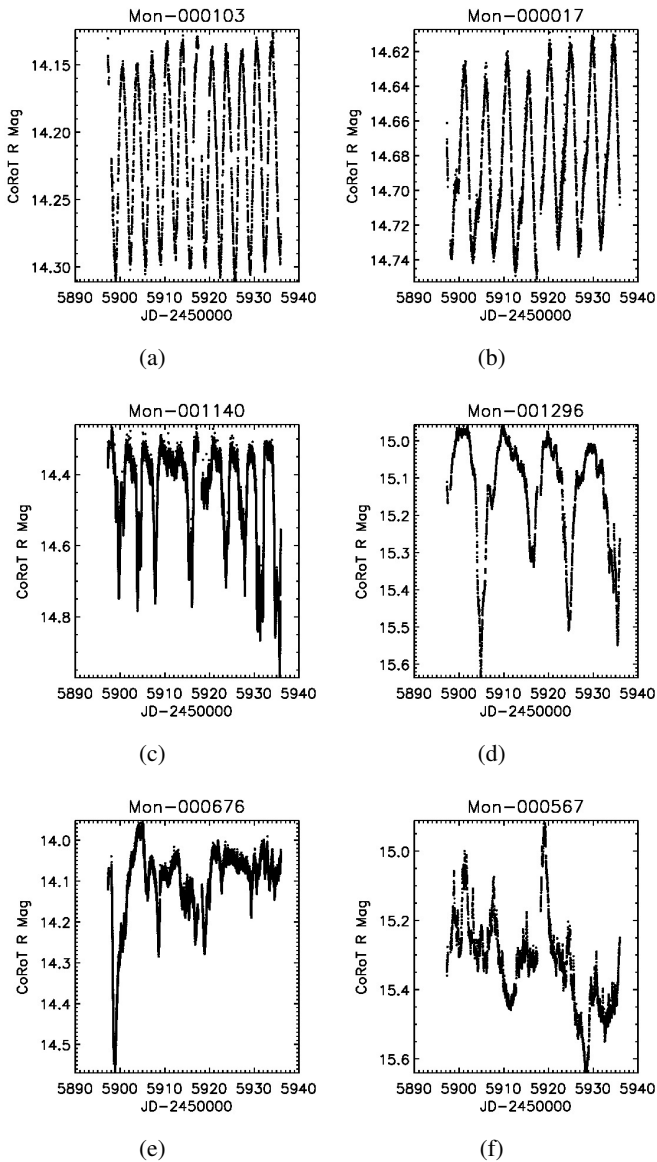 Mon-000103
CoRoT R Mag
14.15
14.20
14.25
14.30
5890 5900 5910 5920 5930 5940
JD-2450000
(a)
Mon-000017
CoRoT R Mag
14.62
14.64
14.66
14.68
14.70
14.72
14.74
5890 5900 5910 5920 5930 5940
JD-2450000
(b)
Mon-001140
CoRoT R Mag
14.4
14.6
14.8
5890 5900 5910 5920 5930 5940
JD-2450000
(c)
Mon-001296
CoRoT R Mag
15.0
15.1
15.2
15.3
15.4
15.5
15.6
5890 5900 5910 5920 5930 5940
JD-2450000
(d)
Mon-000676
CoRoT R Mag
14.0
14.1
14.2
14.3
14.4
14.5
5890 5900 5910 5920 5930 5940
JD-2450000
(e)
Mon-000567
CoRoT R Mag
15.0
15.2
15.4
15.6
5890 5900 5910 5920 5930 5940
JD-2450000
(f)